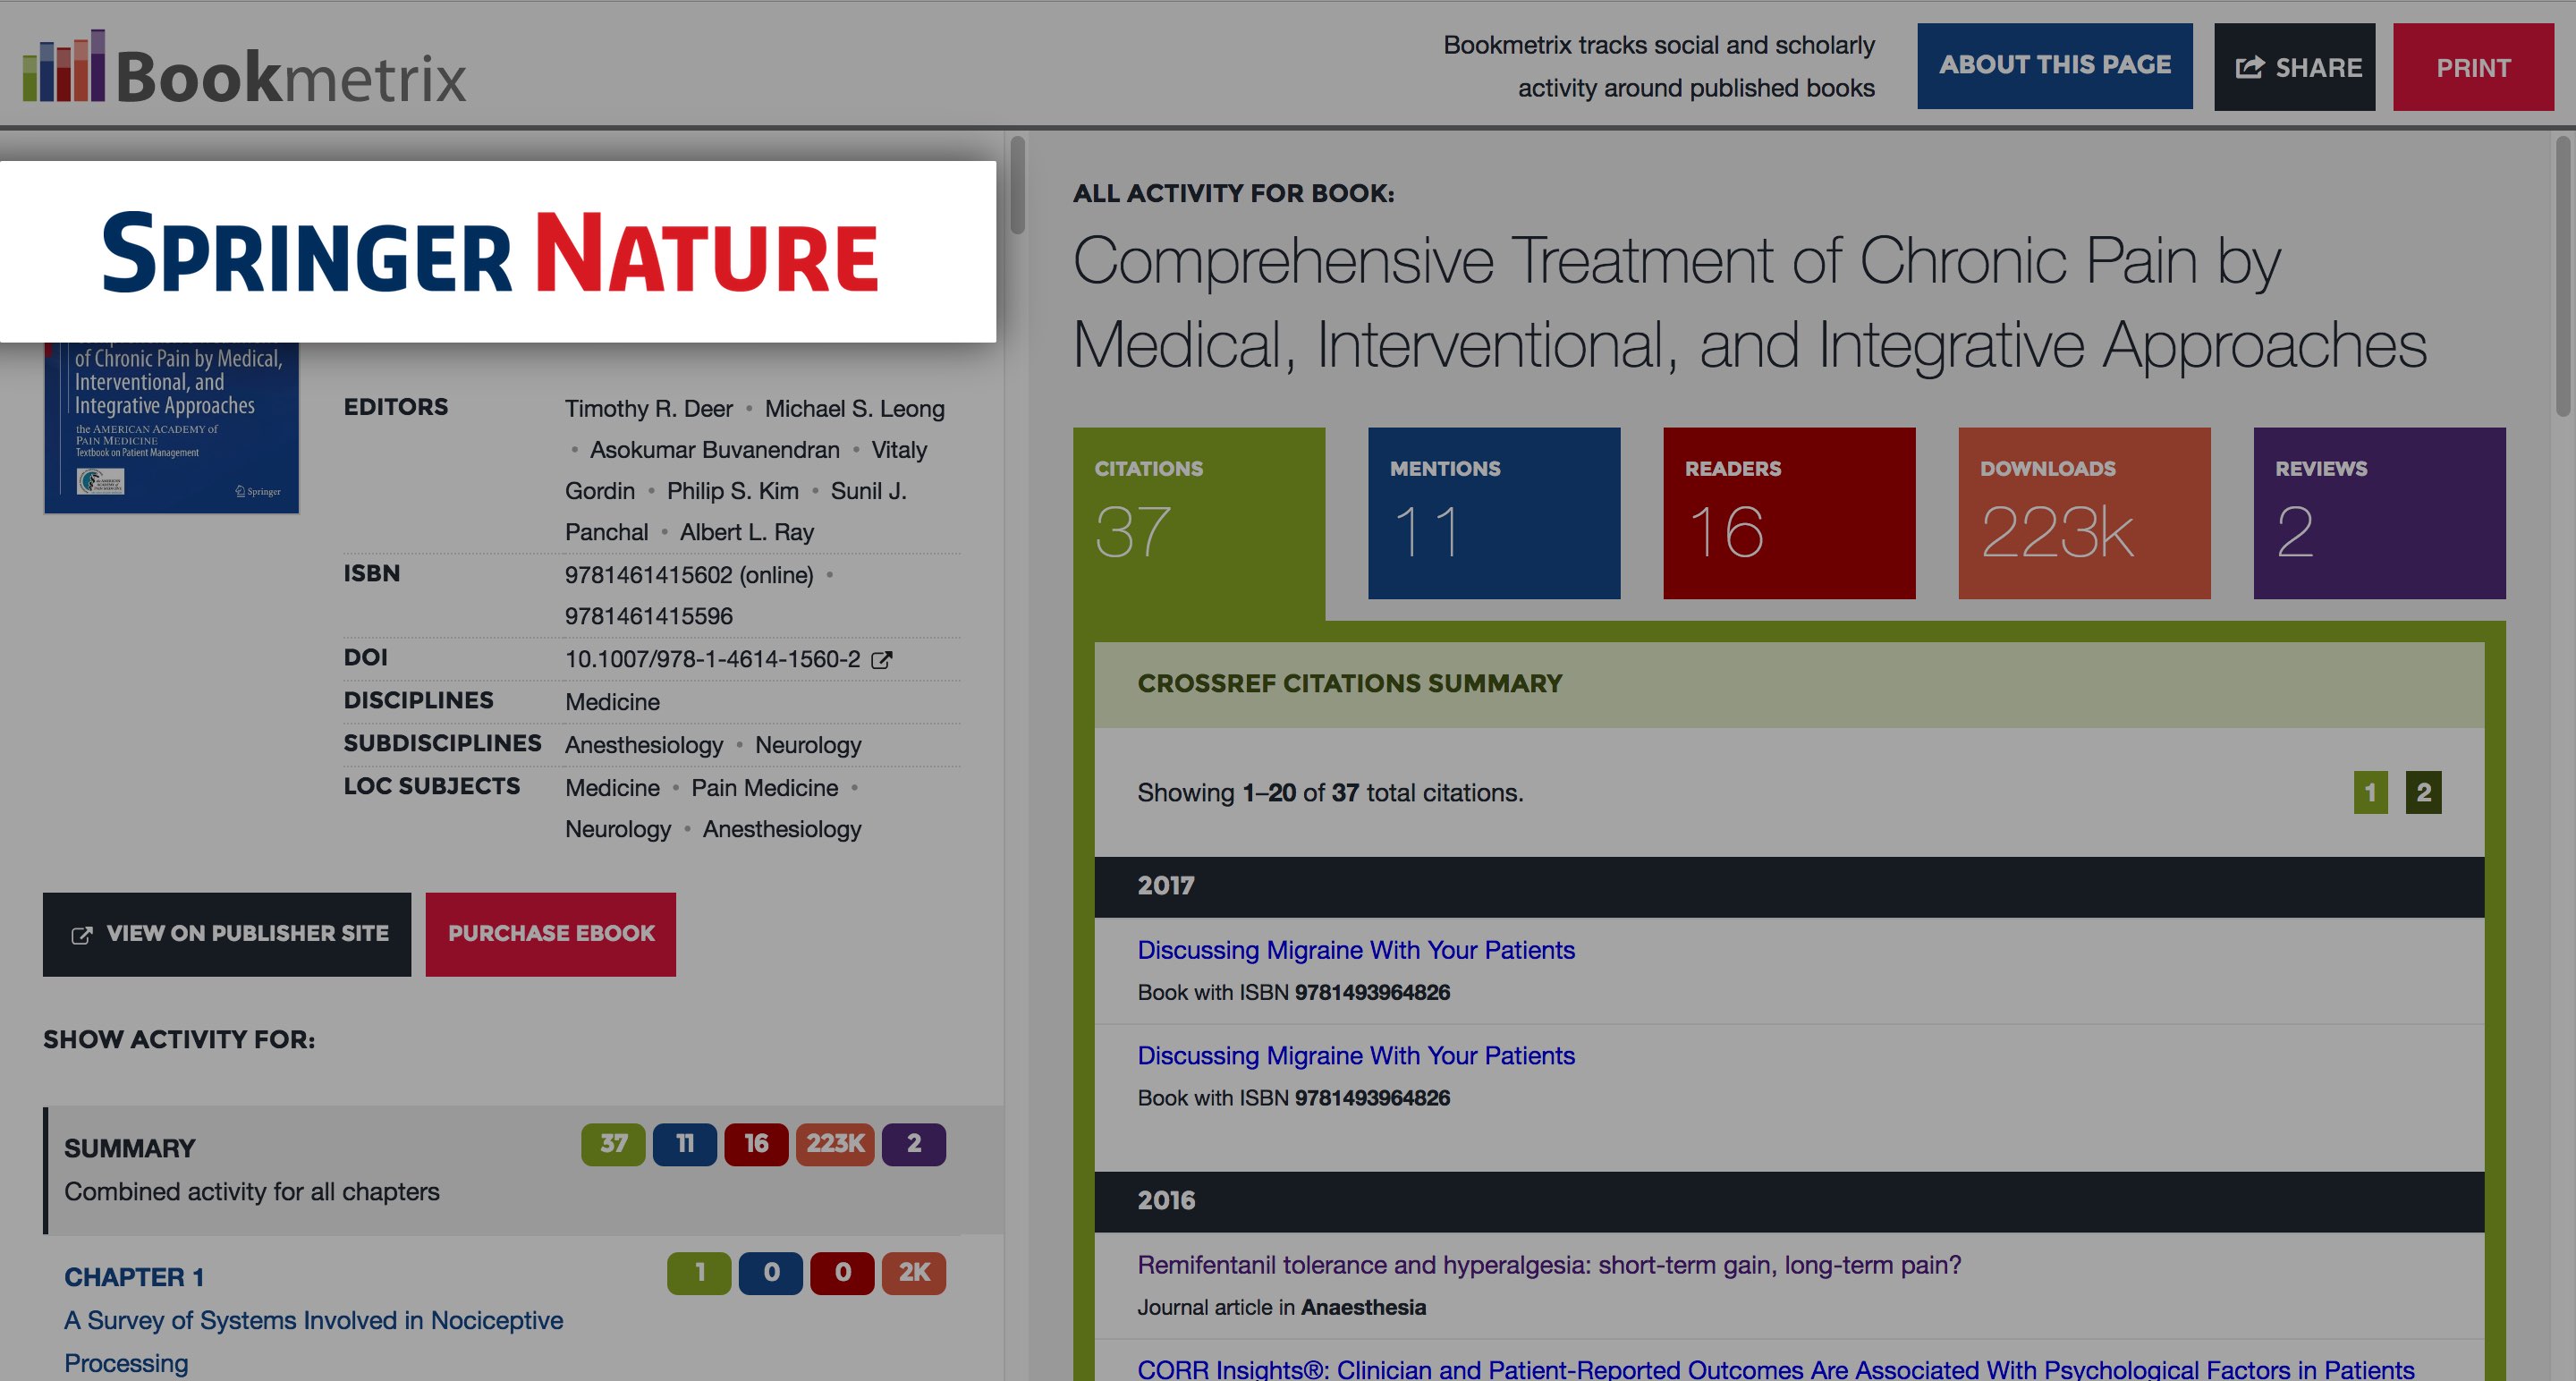 Bookmetrix
Bookmetrix tracks social and scholarly
activity around published books
ABOUT THIS PAGE
SHARE
PRINT
SPRINGER NATURE
of Chronic Pain by Medical,
Interventional, and
Integrative Approaches
the AMERICAN ACADEMY of
PAIN MEDICINE
Textbook on Patient Management
Springer
EDITORS
Timothy R. Deer • Michael S. Leong
• Asokumar Buvanendran • Vitaly
Gordin • Philip S. Kim • Sunil J.
Panchal • Albert L. Ray
ISBN
9781461415602 (online) •
9781461415596
DOI
10.1007/978-1-4614-1560-2
DISCIPLINES
Medicine
SUBDISCIPLINES
Anesthesiology • Neurology
LOC SUBJECTS
Medicine • Pain Medicine •
Neurology • Anesthesiology
VIEW ON PUBLISHER SITE
PURCHASE EBOOK
SHOW ACTIVITY FOR:
SUMMARY
37 11 16 223K 2
Combined activity for all chapters
CHAPTER 1
1 0 0 2K
A Survey of Systems Involved in Nociceptive
Processing
ALL ACTIVITY FOR BOOK:
Comprehensive Treatment of Chronic Pain by
Medical, Interventional, and Integrative Approaches
CITATIONS
37
MENTIONS
11
READERS
16
DOWNLOADS
223k
REVIEWS
2
CROSSREF CITATIONS SUMMARY
Showing 1–20 of 37 total citations.
1 2
2017
Discussing Migraine With Your Patients
Book with ISBN 9781493964826
Discussing Migraine With Your Patients
Book with ISBN 9781493964826
2016
Remifentanil tolerance and hyperalgesia: short-term gain, long-term pain?
Journal article in Anaesthesia
CORR Insights®: Clinician and Patient-Reported Outcomes Are Associated With Psychological Factors in Patients